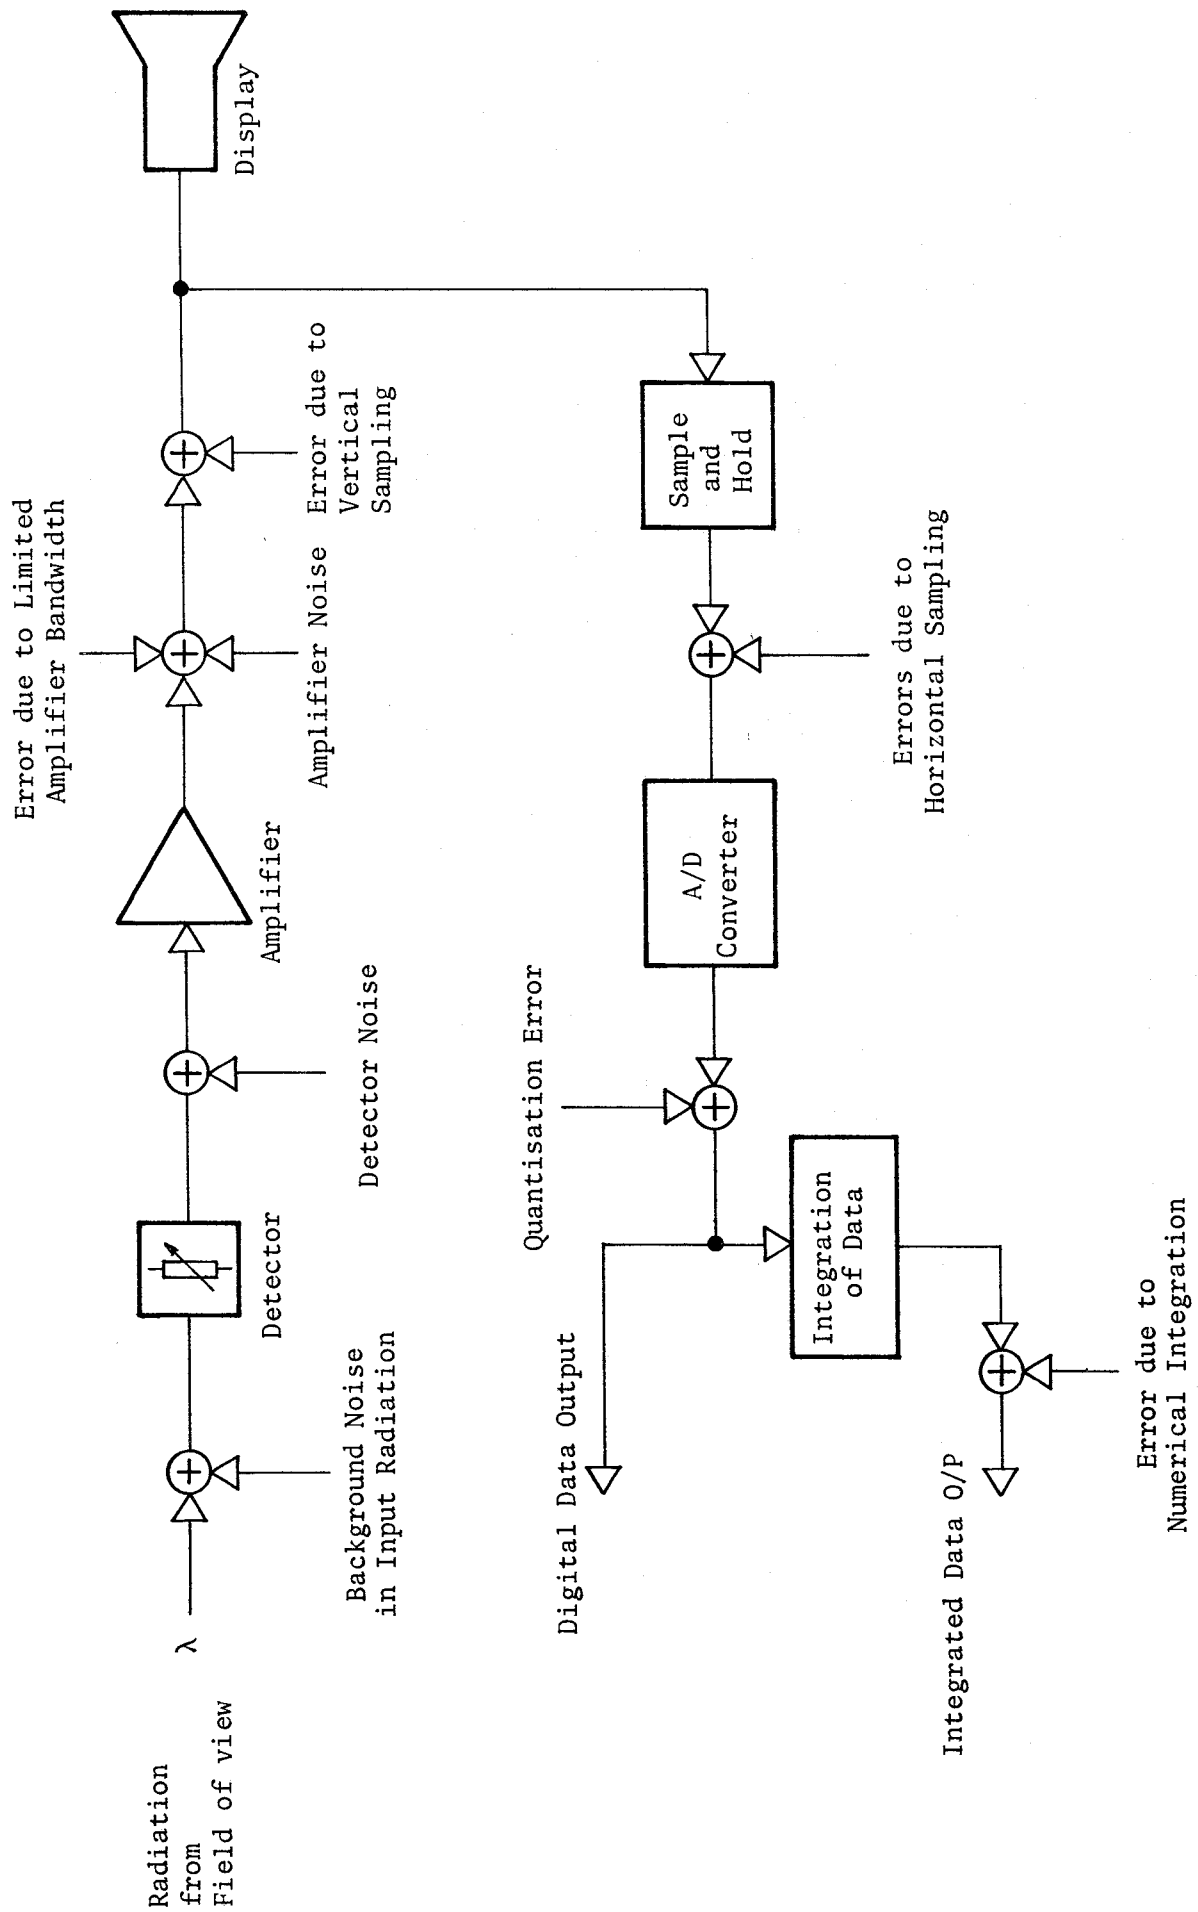 Radiation
from
Field of view
λ
Background Noise
in Input Radiation
Detector
Detector Noise
Amplifier
Error due to Limited
Amplifier Bandwidth
Amplifier Noise
Error due to
Vertical
Sampling
Display
Sample
and
Hold
Errors due to
Horizontal Sampling
A/D
Converter
Quantisation Error
Digital Data Output
Integration
of Data
Integrated Data O/P
Error due to
Numerical Integration